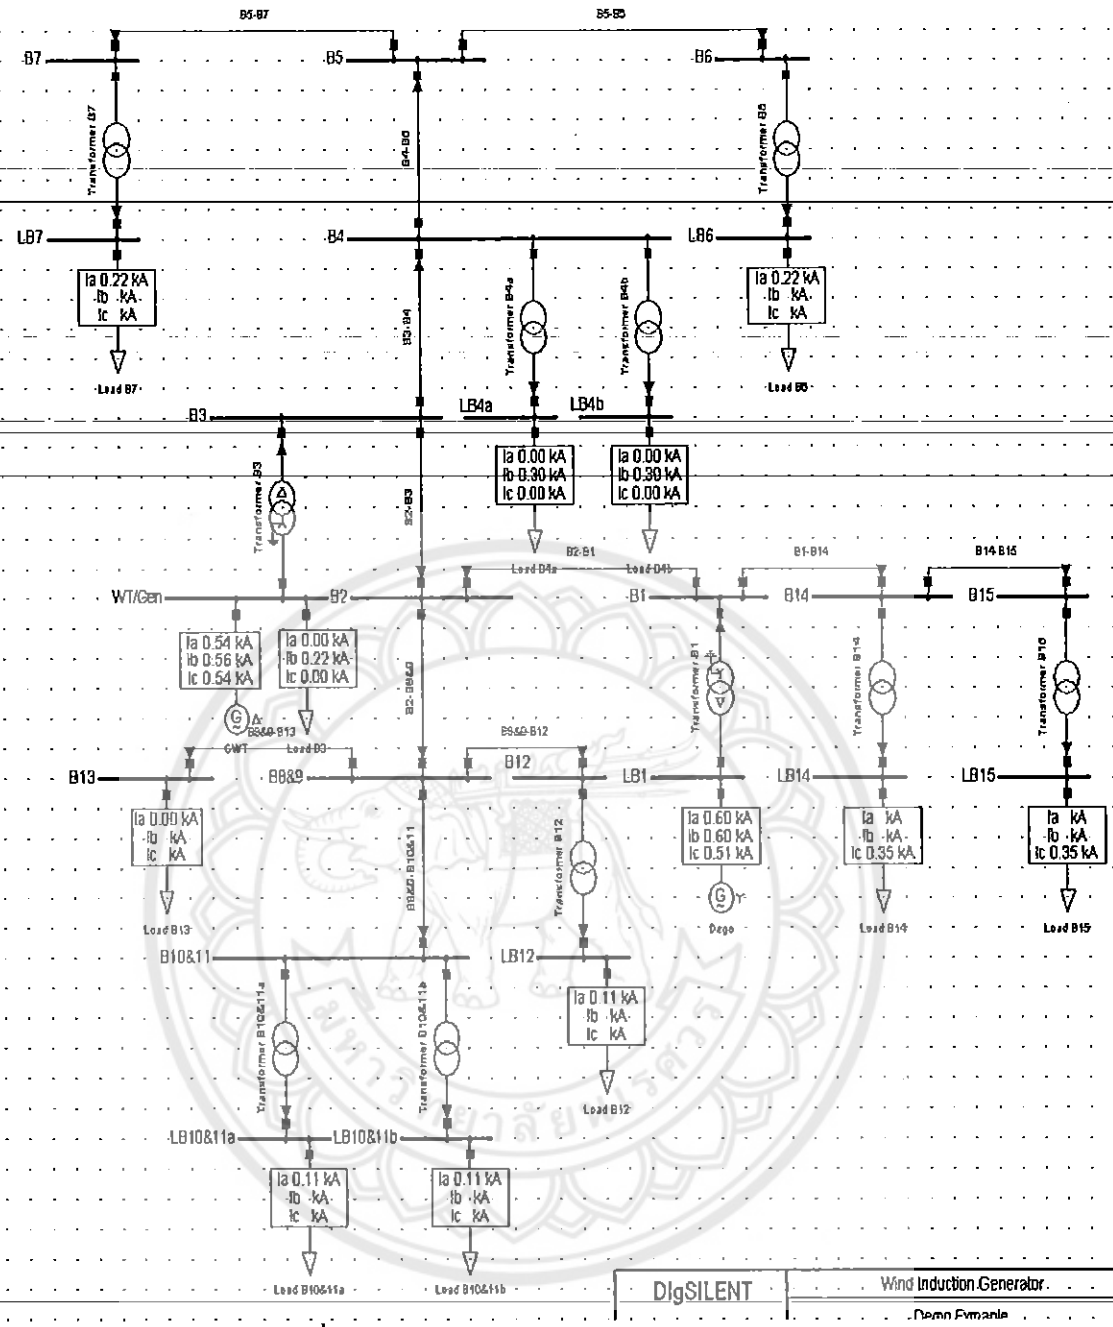 B5-B7
B5-B5
B7
B5
B6
Transformer B7
B4-B5
Transformer B5
LB7
B4
LB6
Ia 0.22 kA
Ib kA
Ic kA
Load B7
B3-B4
Transformer B4a
Transformer B4b
Ia 0.22 kA
Ib kA
Ic kA
Load B6
B3
LB4a
LB4b
Transformer B3
B2-B3
Ia 0.00 kA
Ib 0.30 kA
Ic 0.00 kA
Ia 0.00 kA
Ib 0.30 kA
Ic 0.00 kA
Load B4a
Load B4b
B2-B1
B1-B14
B14-B15
WT/Gen
B2
B1
B14
B15
Ia 0.54 kA
Ib 0.56 kA
Ic 0.54 kA
Ia 0.00 kA
Ib 0.22 kA
Ic 0.00 kA
B2-B8&9
Transformer B1
Transformer B14
Transformer B15
G
B8&9-B13
GWT
Load B3
B8&9-B12
B13
B8&9
B12
LB1
LB14
LB15
Ia 0.00 kA
Ib kA
Ic kA
Load B13
B8&9-B10&11
Transformer B12
Ia 0.60 kA
Ib 0.60 kA
Ic 0.51 kA
G
Ia kA
Ib kA
Ic 0.35 kA
Load B14
Ia kA
Ib kA
Ic 0.35 kA
Load B15
B10&11
LB12
Transformer B10&11a
Transformer B10&11b
Ia 0.11 kA
Ib kA
Ic kA
Load B12
LB10&11a
LB10&11b
Ia 0.11 kA
Ib kA
Ic kA
Ia 0.11 kA
Ib kA
Ic kA
Load B10&11a
Load B10&11b
DIgSILENT
Wind Induction Generator
Demo Exmaple